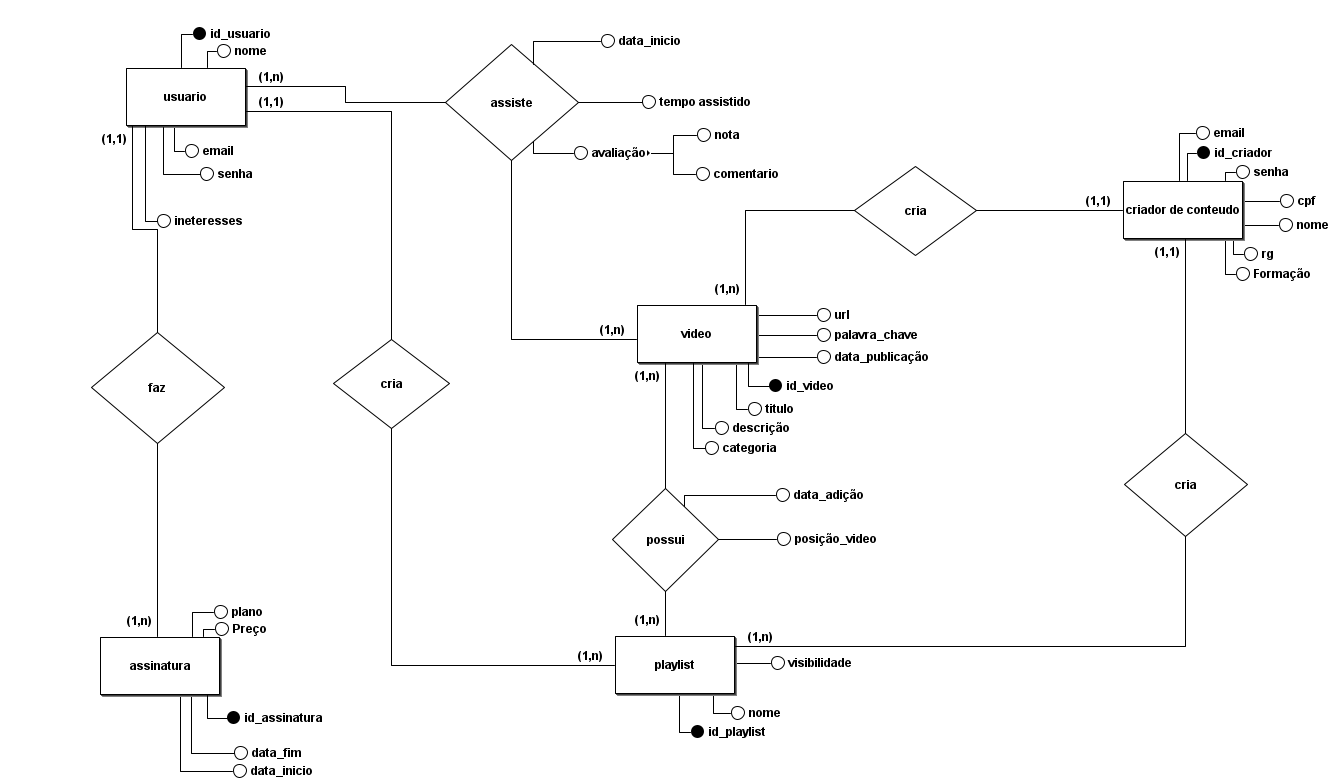 id_usuario
nome
usuario
(1,n)
(1,1)
(1,1)
email
senha
ineteresses
assiste
data_inicio
tempo assistido
avaliação
nota
comentario
cria
(1,1)
(1,n)
email
id_criador
senha
criador de conteudo
cpf
nome
rg
Formação
(1,1)
(1,n)
video
url
palavra_chave
data_publicação
(1,n)
id_video
titulo
descrição
categoria
faz
cria
cria
possui
data_adição
posição_video
(1,n)
plano
Preço
assinatura
id_assinatura
data_fim
data_inicio
(1,n)
(1,n)
(1,n)
playlist
visibilidade
nome
id_playlist